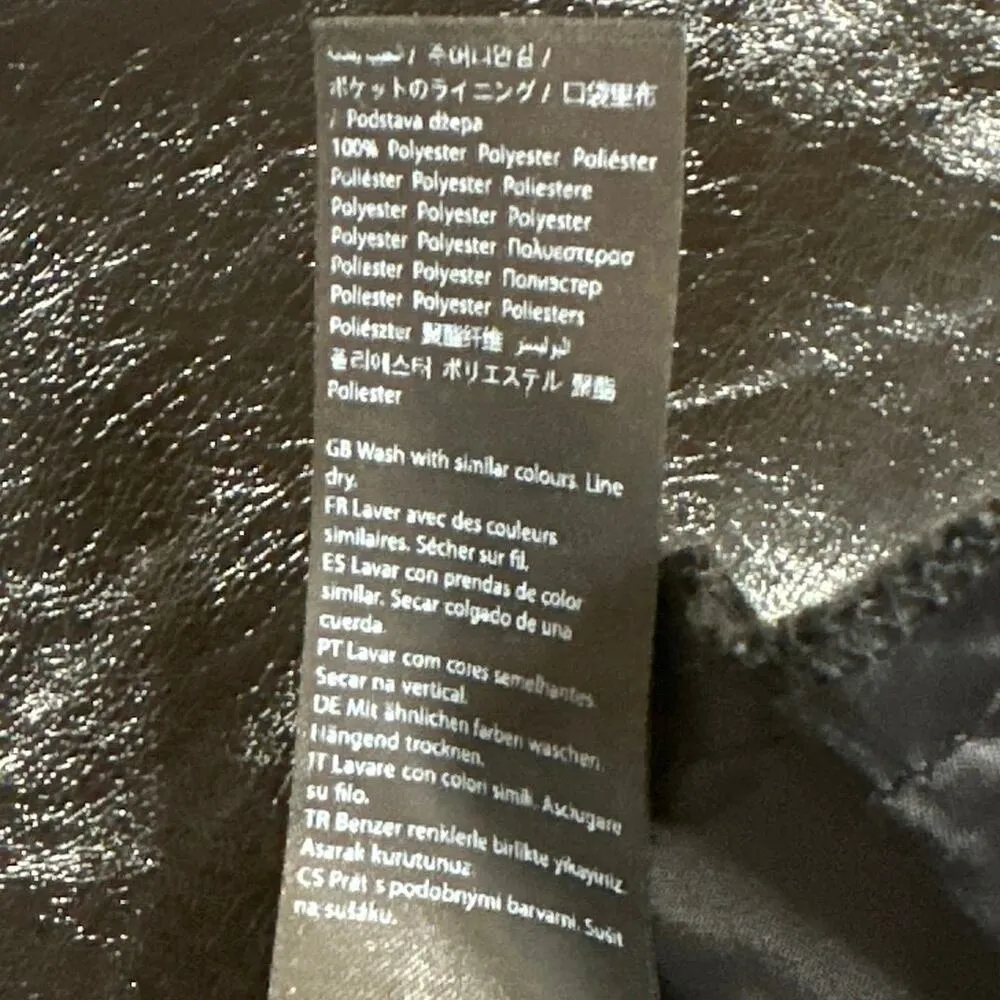 / 주머니안감 /
ポケットのライニング / 口袋里布
/ Podstava džepa
100% Polyester Polyester Poliéster
Poliéster Polyester Poliestere
Polyester Polyester Polyester
Polyester Polyester Πολυεστερασ
Poliester Polyester Полиэстер
Poliester Polyester Poliesters
Poliészter 聚酯纤维 البوليستر
폴리에스터 ポリエステル 聚酯
Poliester
GB Wash with similar colours. Line
dry.
FR Laver avec des couleurs
similaires. Sécher sur fil.
ES Lavar con prendas de color
similar. Secar colgado de una
cuerda.
PT Lavar com cores semelhantes.
Secar na vertical.
DE Mit ähnlichen farben waschen.
Hängend trocknen.
IT Lavare con colori simili. Asciugare
su filo.
TR Benzer renklerle birlikte yıkayınız.
Asarak kurutunuz.
CS Prát s podobnými barvami. Sušit
na sušáku.